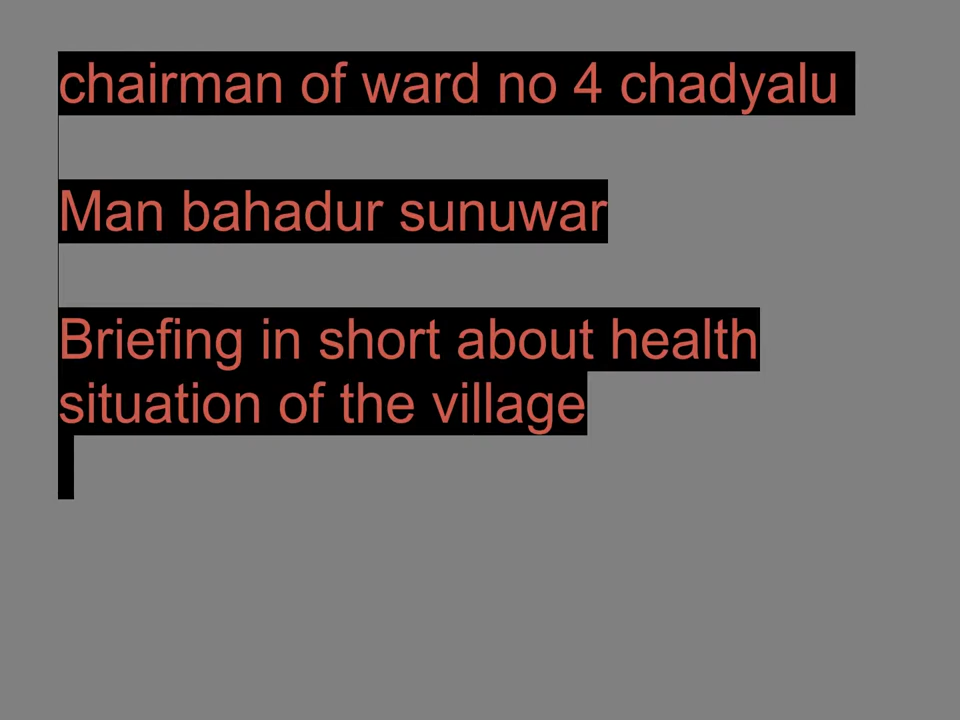 chairman of ward no 4 chadyalu
Man bahadur sunuwar
Briefing in short about health
situation of the village